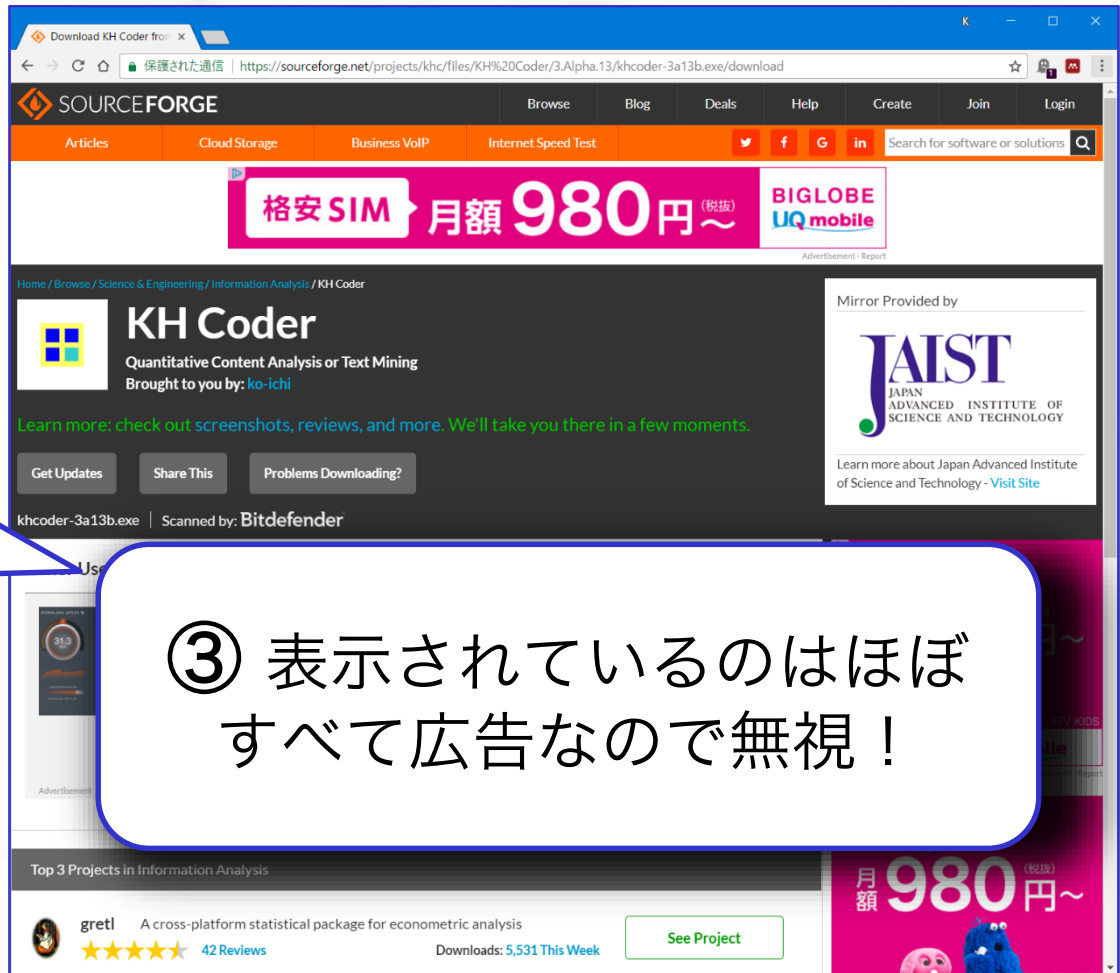 Download KH Coder from
K
保護された通信 | https://sourceforge.net/projects/khc/files/KH%20Coder/3.Alpha.13/khcoder-3a13b.exe/download
1
SOURCEFORGE
Browse Blog Deals Help Create Join Login
Articles Cloud Storage Business VoIP Internet Speed Test
f G in Search for software or solutions
格安SIM 月額980円～ (税抜)
BIGLOBE
UQ mobile
Advertisement - Report
Home / Browse / Science & Engineering / Information Analysis / KH Coder
KH Coder
Quantitative Content Analysis or Text Mining
Brought to you by: ko-ichi
Learn more: check out screenshots, reviews, and more. We'll take you there in a few moments.
Get Updates Share This Problems Downloading?
khcoder-3a13b.exe | Scanned by: Bitdefender
Mirror Provided by
JAIST
JAPAN
ADVANCED INSTITUTE OF
SCIENCE AND TECHNOLOGY
Learn more about Japan Advanced Institute
of Science and Technology - Visit Site
③ 表示されているのはほぼ
すべて広告なので無視！
31.3
Advertisement
Top 3 Projects in Information Analysis
gretl A cross-platform statistical package for econometric analysis
42 Reviews
Downloads: 5,531 This Week
See Project
月額980円～
(税抜)